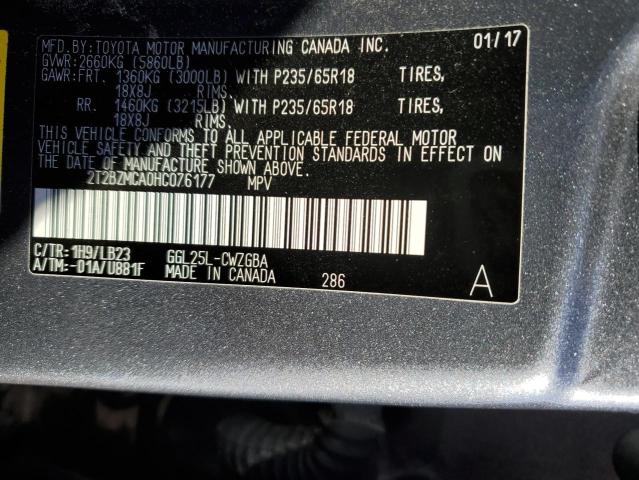 MFD.BY:TOYOTA MOTOR MANUFACTURING CANADA INC. 01/17
GVWR:2660KG (5860LB)
GAWR:FRT. 1360KG (3000LB) WITH P235/65R18 TIRES,
18X8J RIMS.
RR. 1460KG (3215LB) WITH P235/65R18 TIRES,
18X8J RIMS.
THIS VEHICLE CONFORMS TO ALL APPLICABLE FEDERAL MOTOR
VEHICLE SAFETY AND THEFT PREVENTION STANDARDS IN EFFECT ON
THE DATE OF MANUFACTURE SHOWN ABOVE.
2T2BZMCA0HC076177 MPV
C/TR:1H9/LB23 GGL25L-CWZGBA
A/TM:-01A/UB81F MADE IN CANADA 286 A